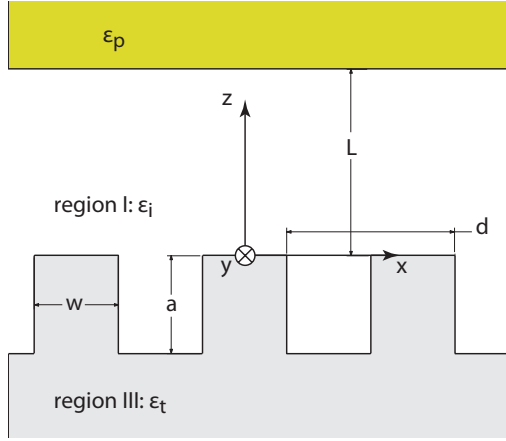 εp
z
L
region I: εi
d
y
x
w
a
region III: εt